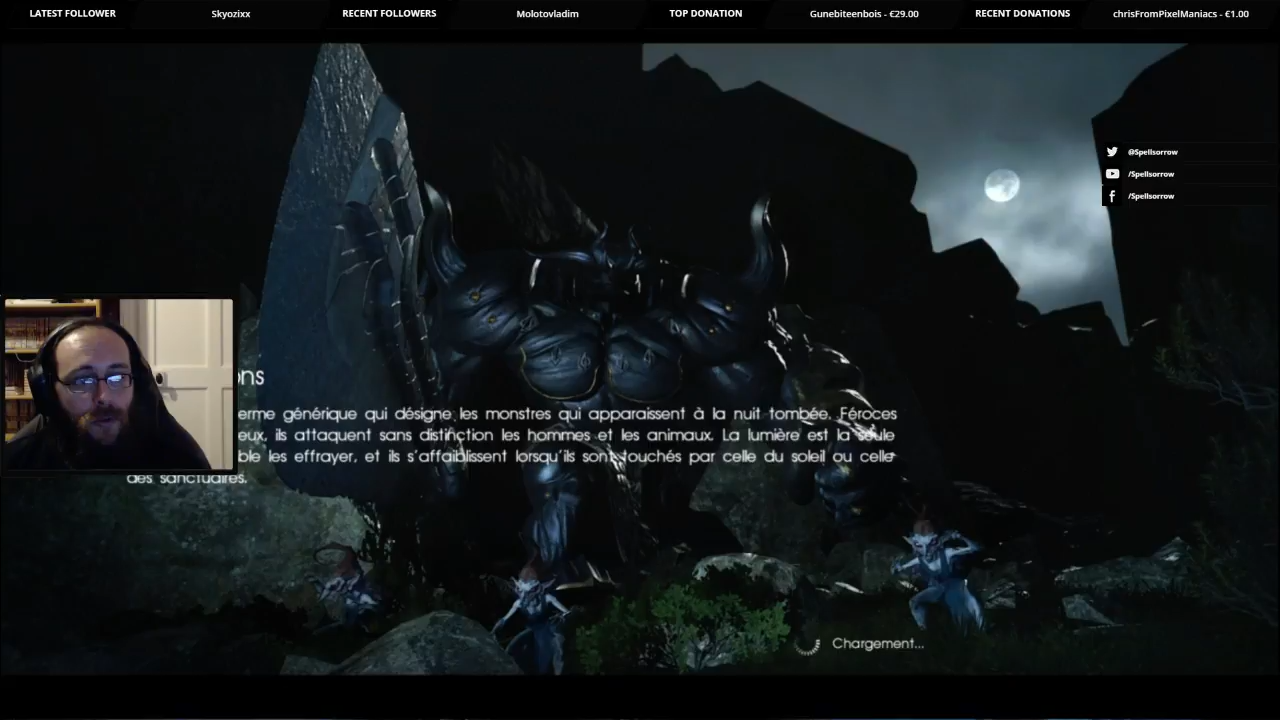 LATEST FOLLOWER Skyozixx RECENT FOLLOWERS Molotovladim TOP DONATION Gunebiteenbois - €29.00 RECENT DONATIONS chrisFromPixelManiacs - €1.00
@Spellsorrow
/Spellsorrow
/Spellsorrow
ons
erme générique qui désigne les monstres qui apparaissent à la nuit tombée. Féroces
eux, ils attaquent sans distinction les hommes et les animaux. La lumière est la seule
ble les effrayer, et ils s'affaiblissent lorsqu'ils sont touchés par celle du soleil ou celle
des sanctuaires.
Chargement...